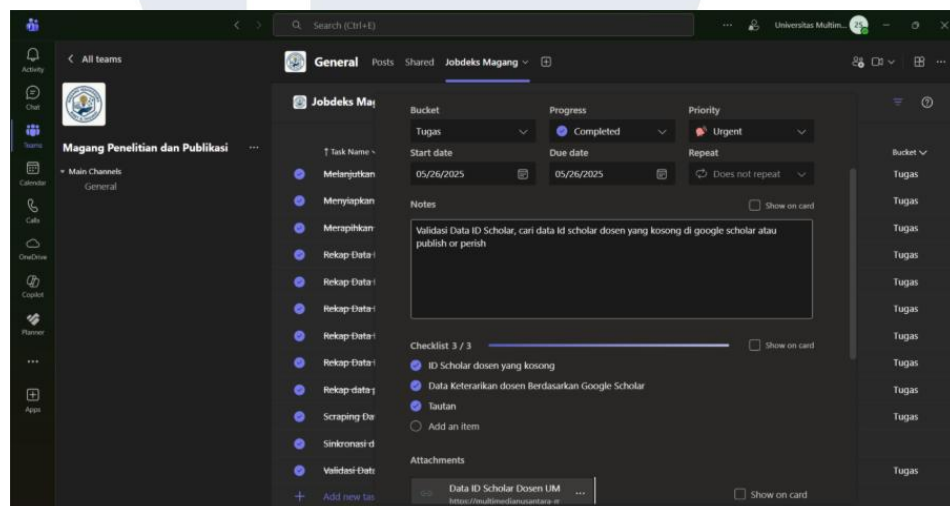 Search (Ctrl+E)
Universitas Multim...
25
Activity
Chat
Teams
Calendar
Calls
OneDrive
Copilot
Planner
Apps
All teams
Magang Penelitian dan Publikasi
Main Channels
General
General Posts Shared Jobdeks Magang
Jobdeks Mag
Task Name
Bucket
Melanjutkan
Tugas
Menyiapkan
Tugas
Merapihkan
Tugas
Rekap Data
Tugas
Rekap Data
Tugas
Rekap Data
Tugas
Rekap Data
Tugas
Rekap Data
Tugas
Rekap data
Tugas
Scraping Da
Tugas
Sinkronasi d
Validasi Data
Tugas
Add new tas
Bucket Progress Priority
Tugas Completed Urgent
Start date Due date Repeat
05/26/2025 05/26/2025 Does not repeat
Notes Show on card
Validasi Data ID Scholar, cari data Id scholar dosen yang kosong di google scholar atau
publish or perish
Checklist 3 / 3 Show on card
ID Scholar dosen yang kosong
Data Keterarikan dosen Berdasarkan Google Scholar
Tautan
Add an item
Attachments
Data ID Scholar Dosen UM ...
https://multimedianusantara-
Show on card